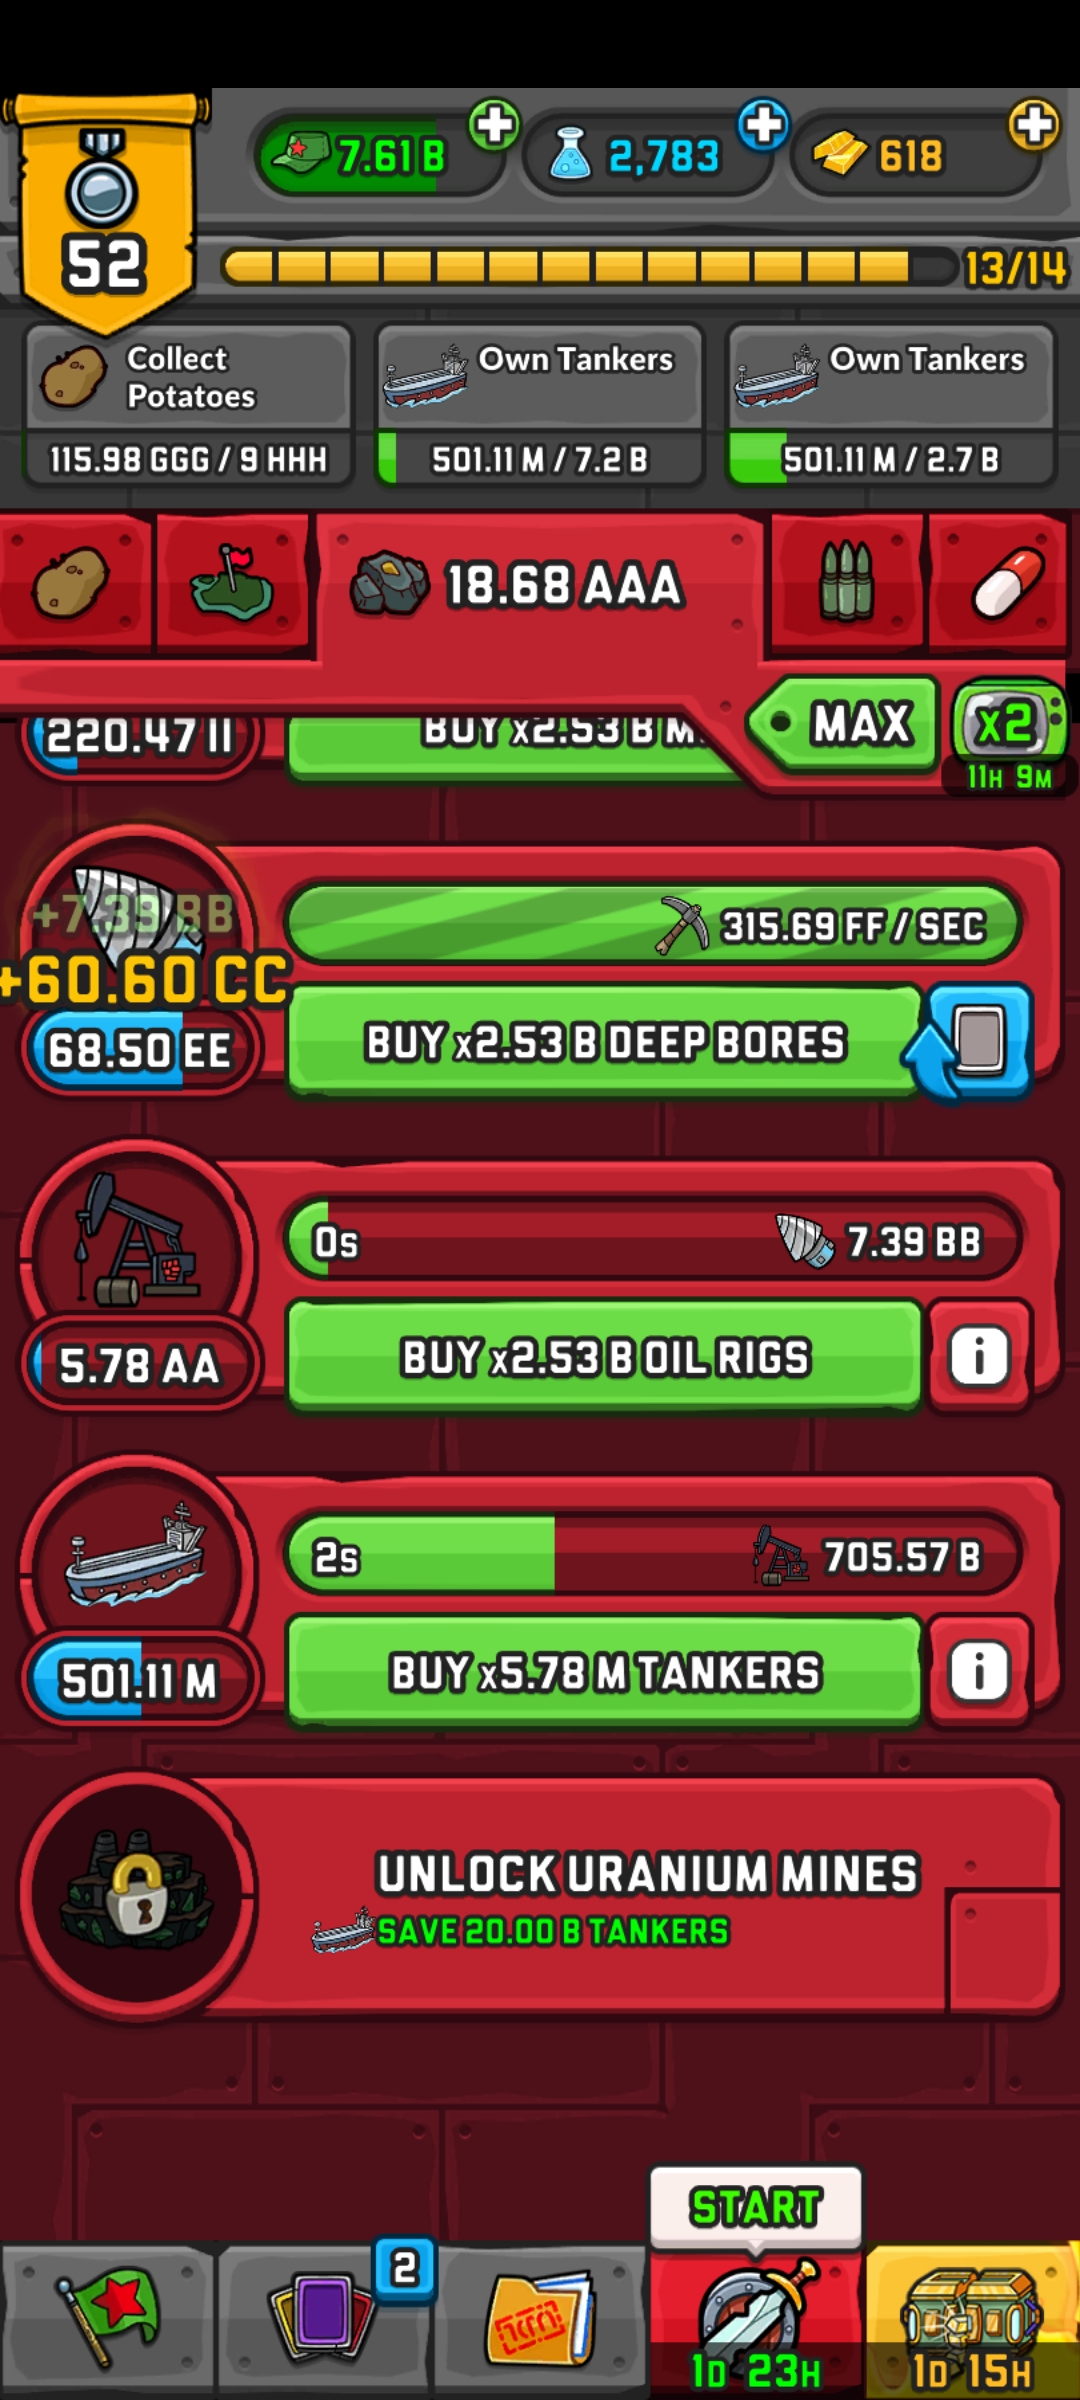 7.61 B
2,783
618
52
13/14
Collect
Potatoes
115.98 GGG / 9 HHH
Own Tankers
501.11 M / 7.2 B
Own Tankers
501.11 M / 2.7 B
18.68 AAA
MAX
x2
11H 9M
220.47 II
BUY x2.53 B M
+7.39 BB
+60.60 CC
68.50 EE
315.69 FF / SEC
BUY x2.53 B DEEP BORES
0s
7.39 BB
5.78 AA
BUY x2.53 B OIL RIGS
i
2s
705.57 B
501.11 M
BUY x5.78 M TANKERS
i
UNLOCK URANIUM MINES
SAVE 20.00 B TANKERS
START
2
1D 23H
1D 15H